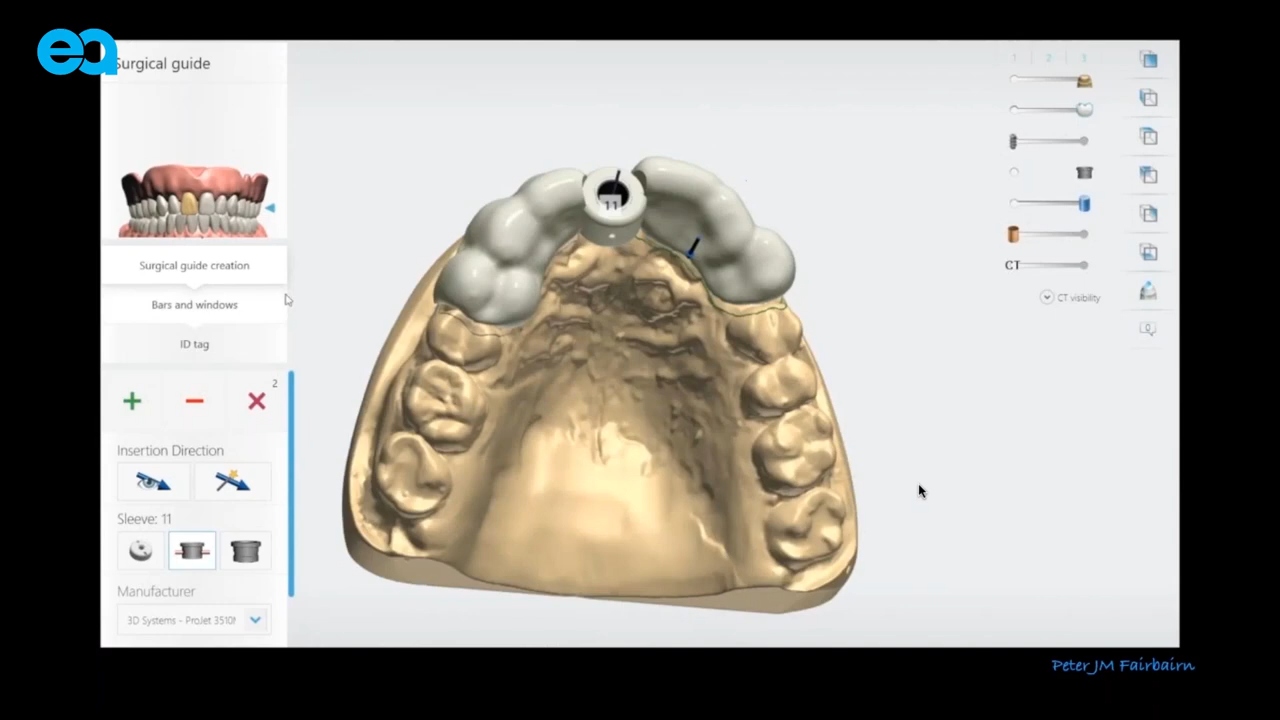 ea
Surgical guide
1 2 3
Surgical guide creation
Bars and windows
ID tag
2
Insertion Direction
Sleeve: 11
Manufacturer
3D Systems - ProJet 3510
11
CT
CT visibility
Peter JM Fairbairn